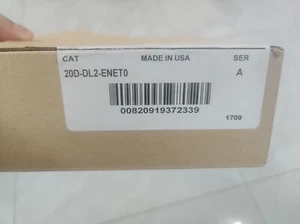 CAT MADE IN USA SER
20D-DL2-ENET0 A
00820919372339
1709